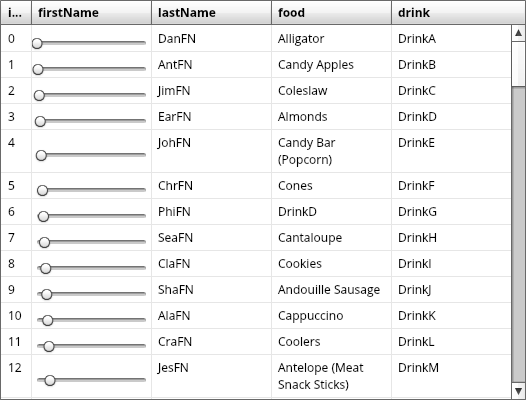 i... firstName lastName food drink
0 DanFN Alligator DrinkA
1 AntFN Candy Apples DrinkB
2 JimFN Coleslaw DrinkC
3 EarFN Almonds DrinkD
4 JohFN Candy Bar DrinkE
(Popcorn)
5 ChrFN Cones DrinkF
6 PhiFN DrinkD DrinkG
7 SeaFN Cantaloupe DrinkH
8 ClaFN Cookies DrinkI
9 ShaFN Andouille Sausage DrinkJ
10 AlaFN Cappuccino DrinkK
11 CraFN Coolers DrinkL
12 JesFN Antelope (Meat DrinkM
Snack Sticks)